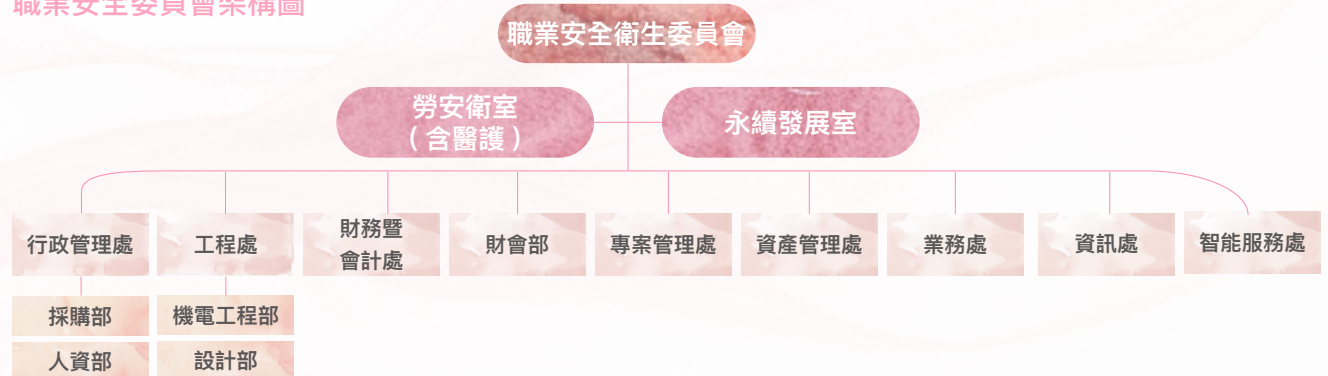 職業安全委員會架構圖
職業安全衛生委員會
勞安衛室
（含醫護）
永續發展室
行政管理處
工程處
財務暨
會計處
財會部
專案管理處
資產管理處
業務處
資訊處
智能服務處
採購部
機電工程部
人資部
設計部